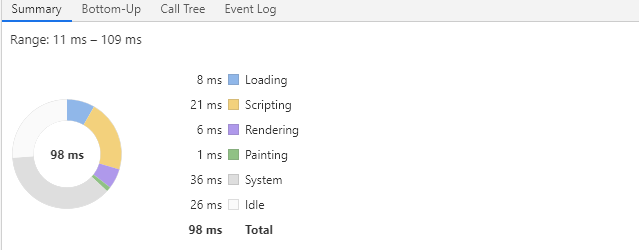 Summary Bottom-Up Call Tree Event Log
Range: 11 ms – 109 ms
8 ms Loading
21 ms Scripting
6 ms Rendering
98 ms
1 ms Painting
36 ms System
26 ms Idle
98 ms Total